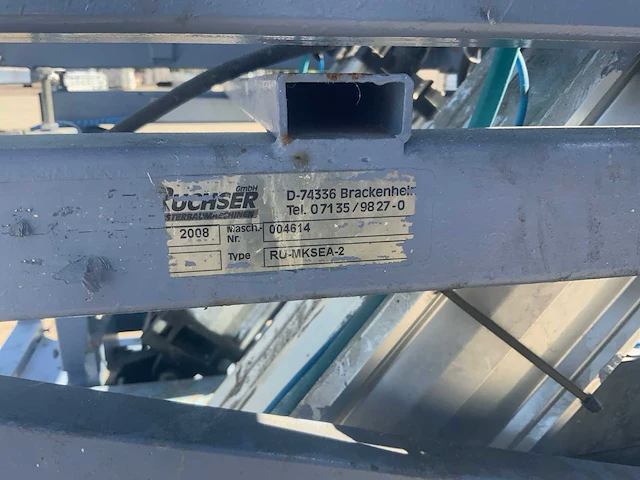 RUCHSER GmbH
D-74336 Brackenheim
Tel. 07135/9827-0
2008 Masch.-Nr. 004614
Type RU-MKSEA-2